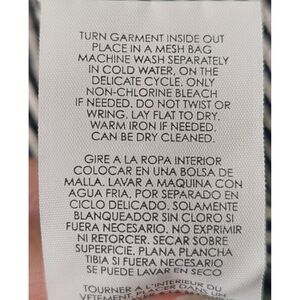 TURN GARMENT INSIDE OUT
PLACE IN A MESH BAG
MACHINE WASH SEPARATELY
IN COLD WATER, ON THE
DELICATE CYCLE. ONLY
NON-CHLORINE BLEACH
IF NEEDED. DO NOT TWIST OR
WRING. LAY FLAT TO DRY.
WARM IRON IF NEEDED.
CAN BE DRY CLEANED.
GIRE A LA ROPA INTERIOR
COLOCAR EN UNA BOLSA DE
MALLA. LAVAR A MAQUINA CON
AGUA FRIA, POR SEPARADO EN
CICLO DELICADO. SOLAMENTE
BLANQUEADOR SIN CLORO SI
FUERA NECESARIO. NO EXPRIMIR
NI RETORCER. SECAR SOBRE
SUPERFICIE. PLANA PLANCHA
TIBIA SI FUERA NECESARIO
SE PUEDE LAVAR EN SECO
TOURNER A L'INTERIEUR DU
VETEMENT, PLACER DANS UN